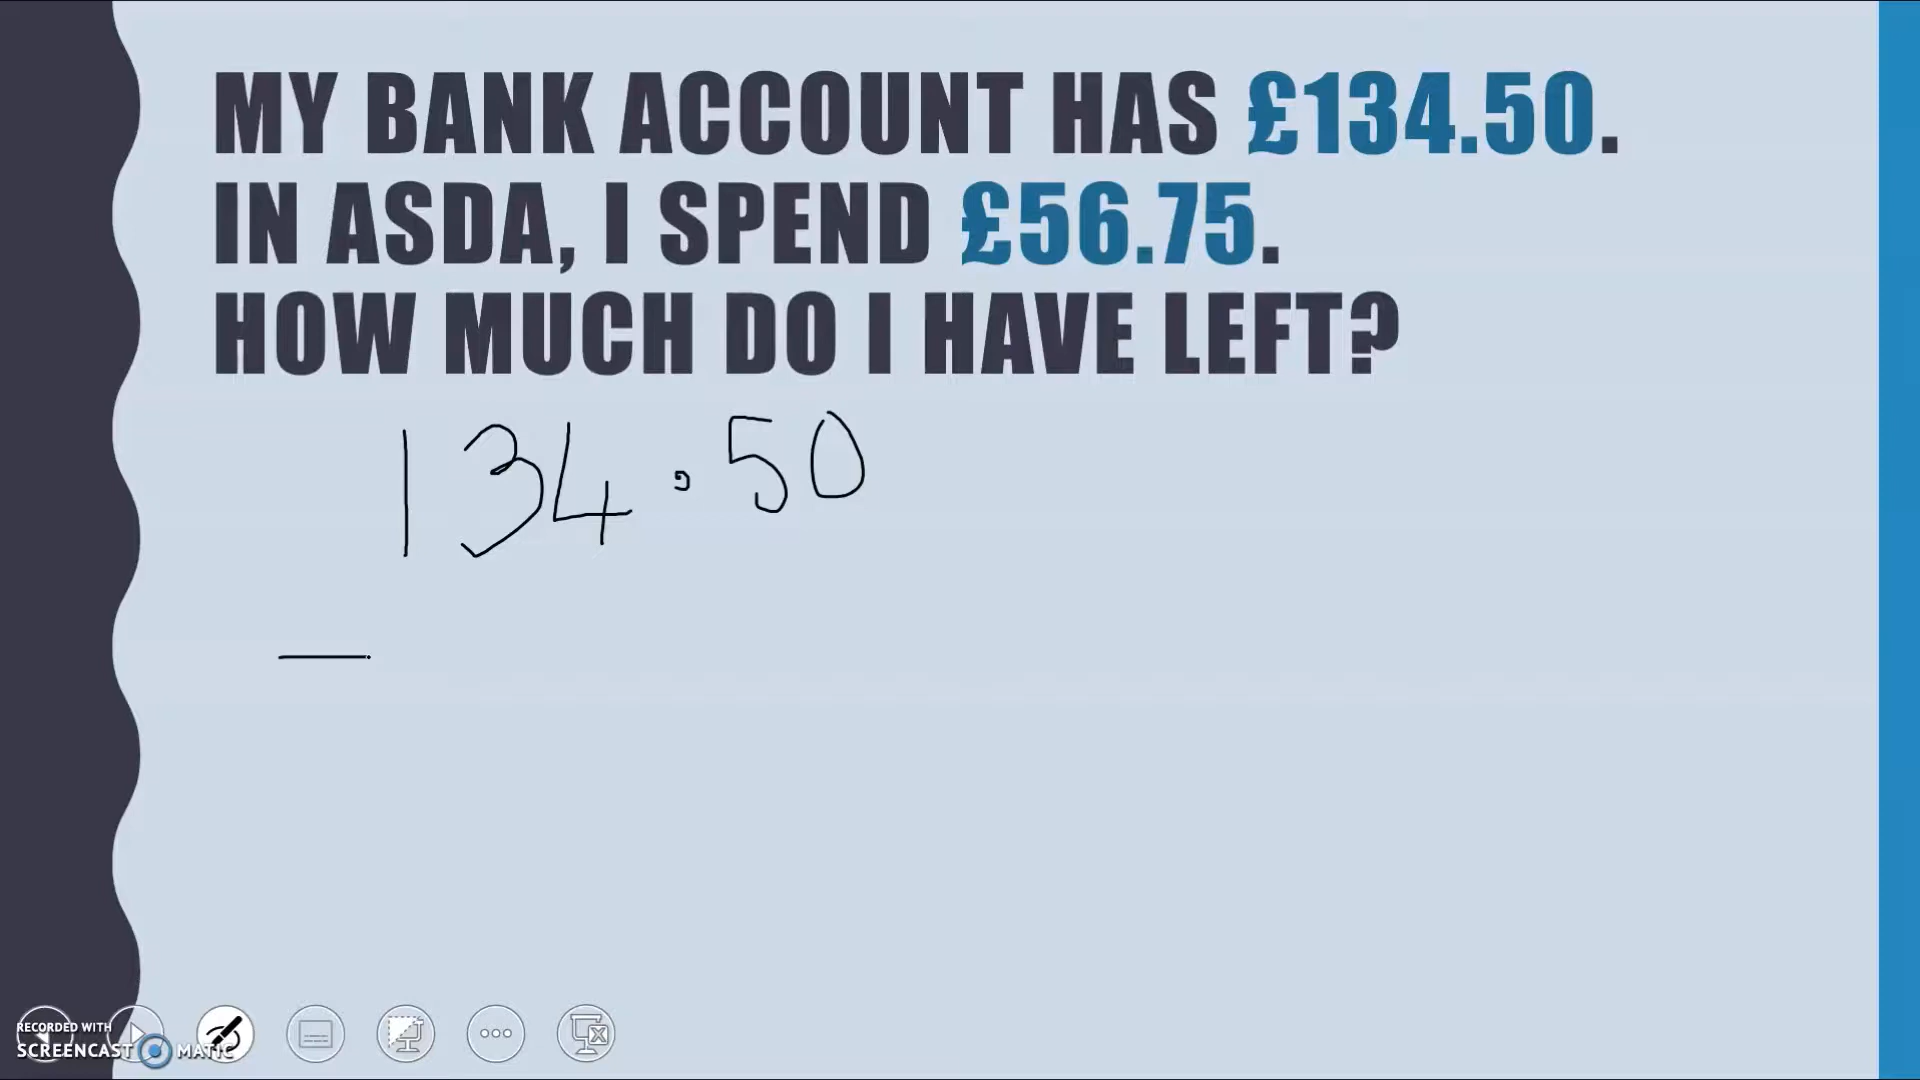 MY BANK ACCOUNT HAS £134.50.
IN ASDA, I SPEND £56.75.
HOW MUCH DO I HAVE LEFT?
134.50
—
RECORDED WITH
SCREENCAST MATIC